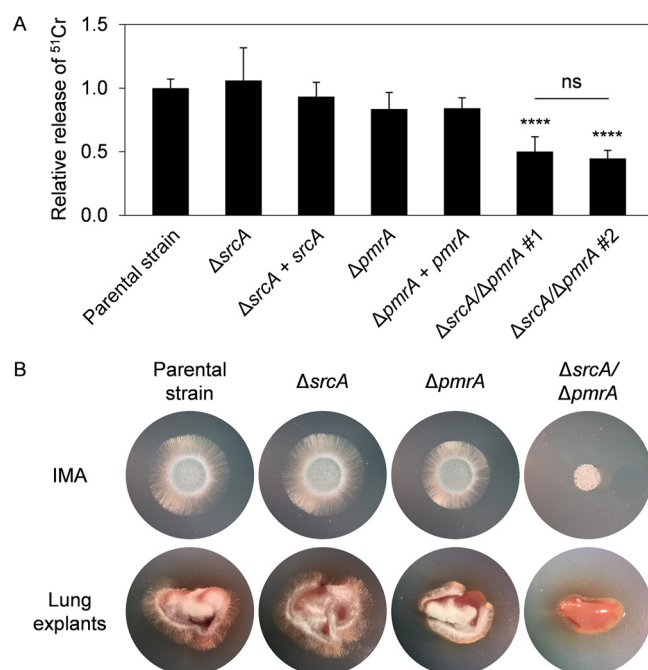 A
Relative release of ⁵¹Cr
1.5
1.0
0.5
0.0
ns
****
****
Parental strain
ΔsrcA
ΔsrcA + srcA
ΔpmrA
ΔpmrA + pmrA
ΔsrcA/ΔpmrA #1
ΔsrcA/ΔpmrA #2
B
Parental
strain
ΔsrcA
ΔpmrA
ΔsrcA/
ΔpmrA
IMA
Lung
explants